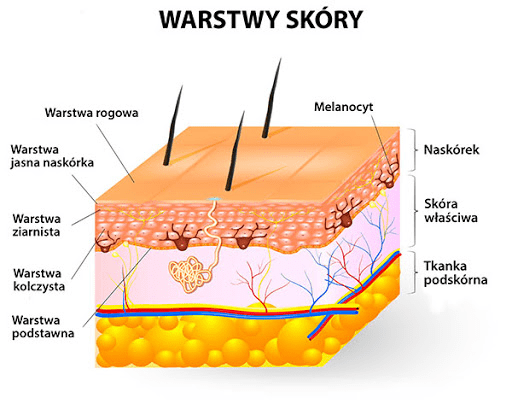 WARSTWY SKÓRY
Warstwa rogowa
Melanocyt
Warstwa
jasna naskórka
Naskórek
Warstwa
ziarnista
Skóra
właściwa
Warstwa
kolczysta
Tkanka
podskórna
Warstwa
podstawna